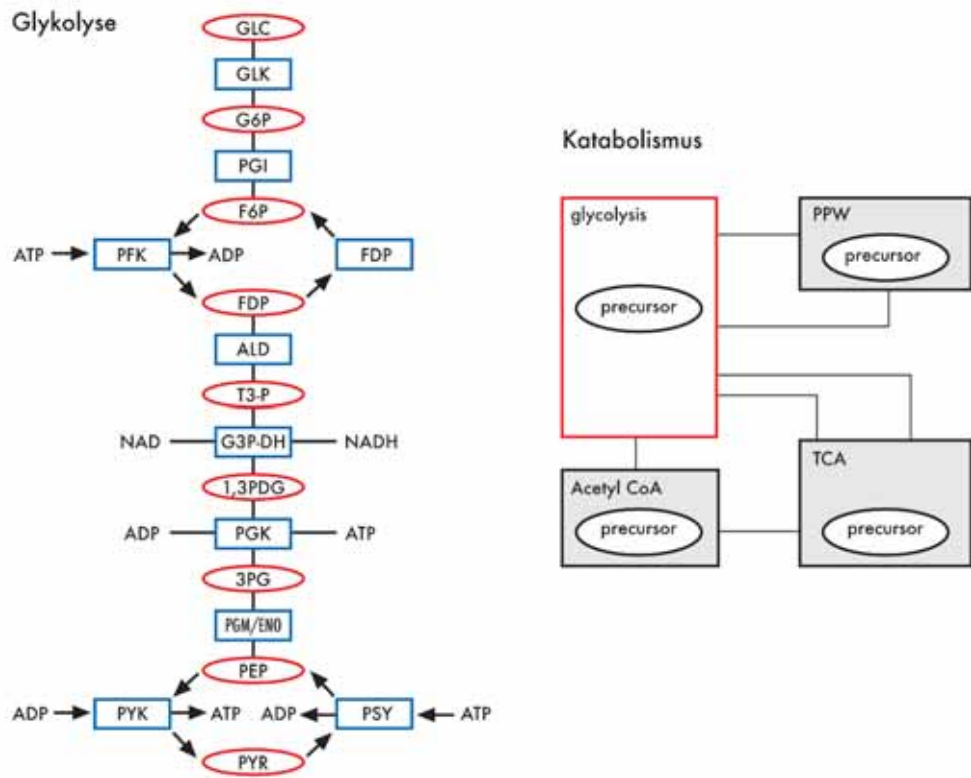 Glykolyse
GLC
GLK
G6P
PGI
F6P
ATP PFK ADP FDP
FDP
ALD
T3-P
NAD G3P-DH NADH
1,3PDG
ADP PGK ATP
3PG
PGM/ENO
PEP
ADP PYK ATP ADP PSY ATP
PYR
Katabolismus
glycolysis
precursor
PPW
precursor
Acetyl CoA
precursor
TCA
precursor